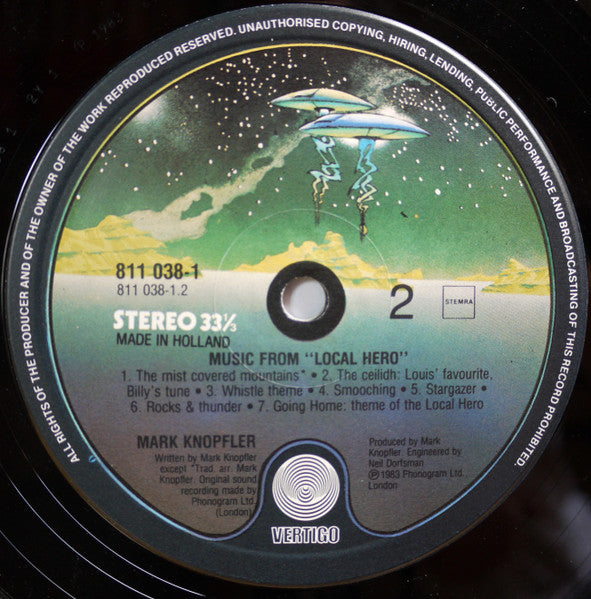 ALL RIGHTS OF THE PRODUCER AND OF THE OWNER OF THE WORK REPRODUCED RESERVED. UNAUTHORISED COPYING, HIRING, LENDING, PUBLIC PERFORMANCE AND BROADCASTING OF THIS RECORD PROHIBITED.
811 038-1
811 038-1.2
2
STEMRA
STEREO 33⅓
MADE IN HOLLAND
MUSIC FROM "LOCAL HERO"
1. The mist covered mountains* • 2. The ceilidh: Louis' favourite,
Billy's tune • 3. Whistle theme • 4. Smooching • 5. Stargazer •
6. Rocks & thunder • 7. Going Home: theme of the Local Hero
MARK KNOPFLER
Written by Mark Knopfler
except *Trad. arr. Mark
Knopfler. Original sound
recording made by
Phonogram Ltd.
(London)
Produced by Mark
Knopfler. Engineered by
Neil Dorfsman
℗ 1983 Phonogram Ltd.,
London
VERTIGO